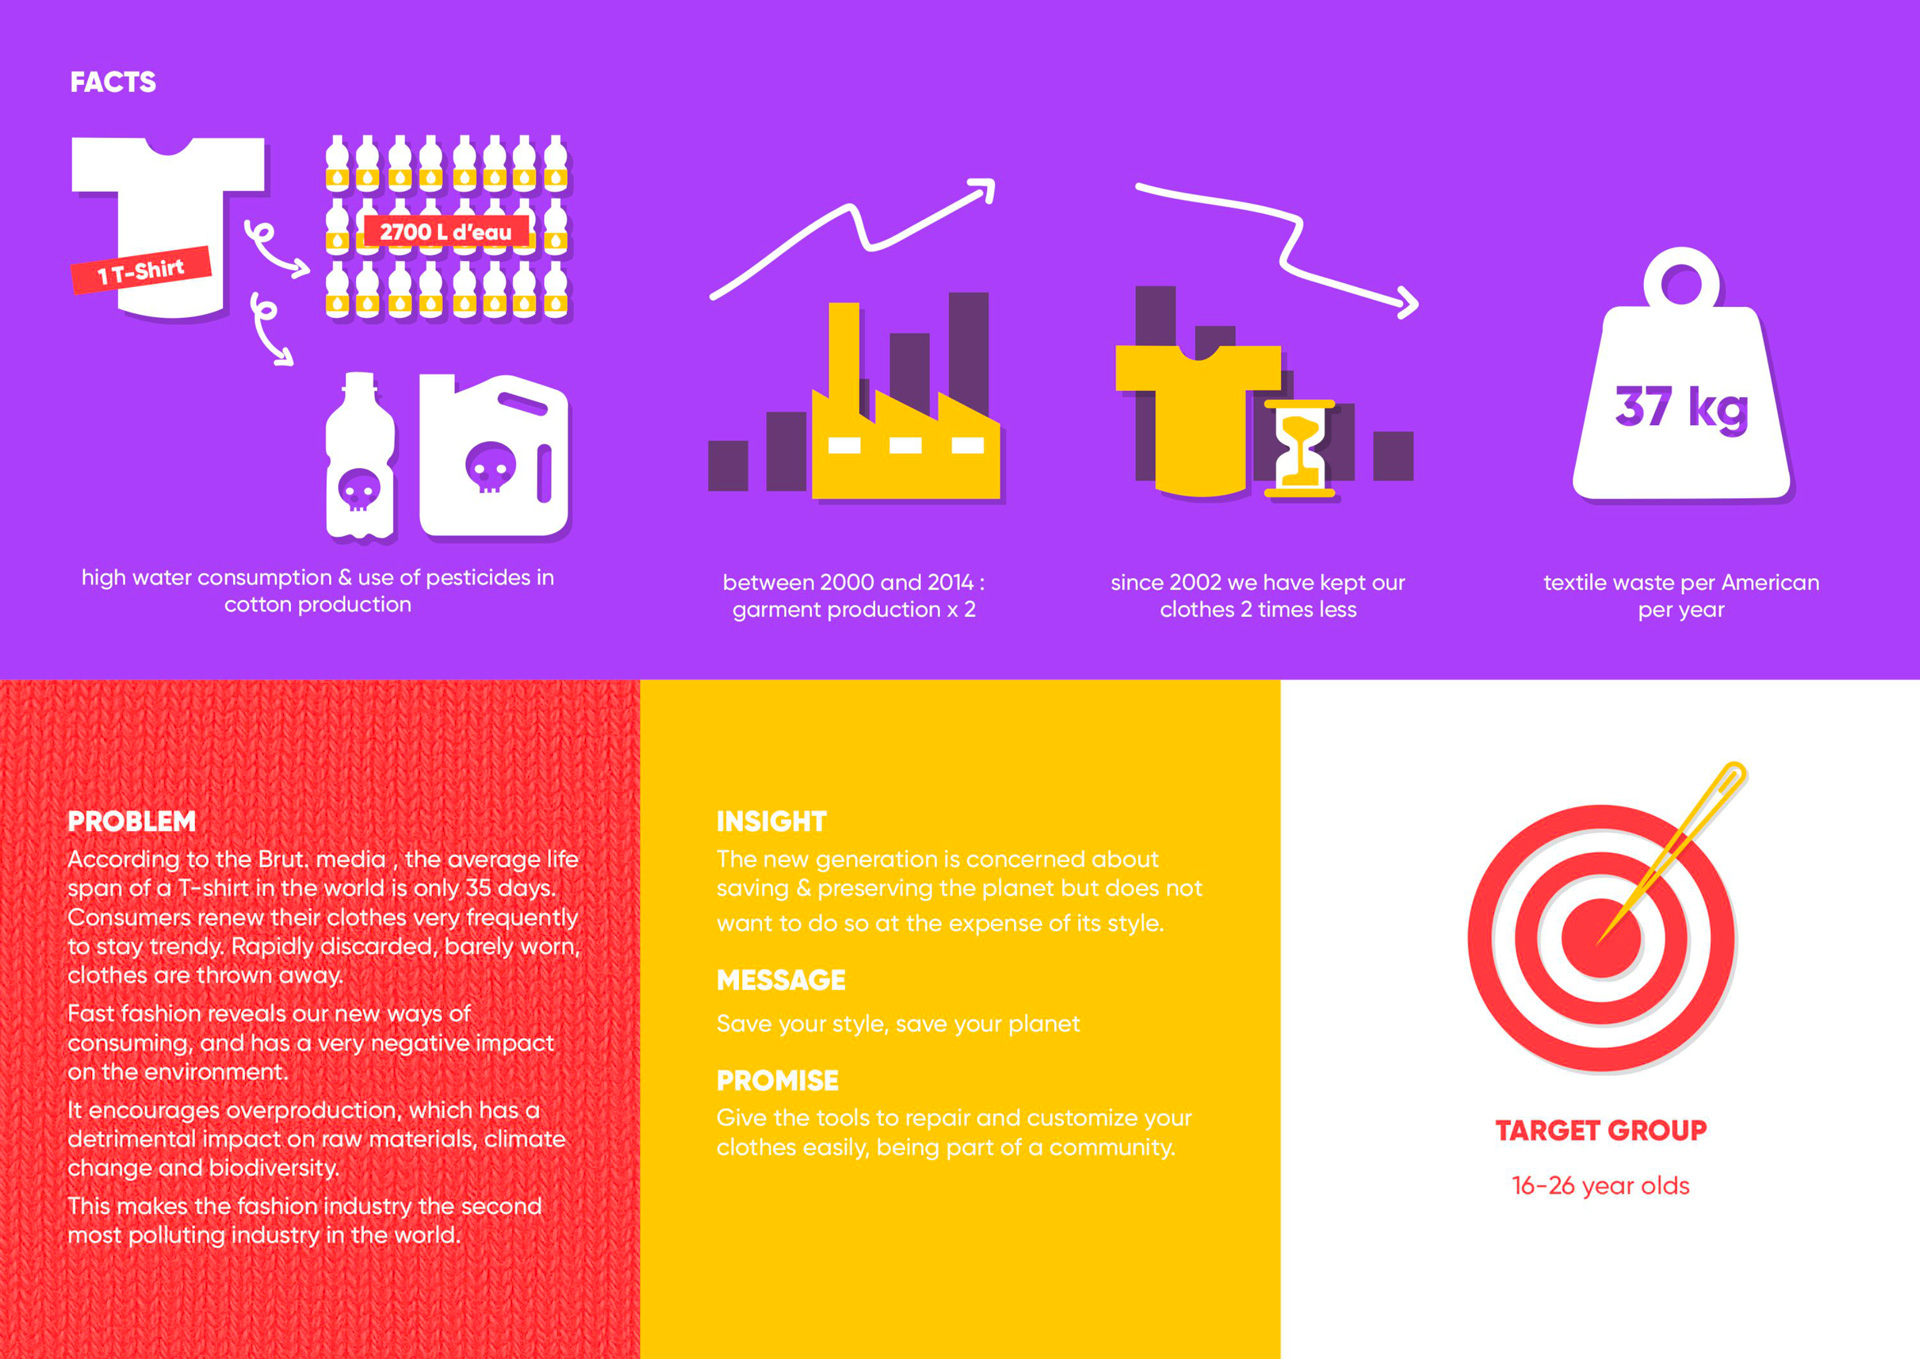 FACTS
1 T-Shirt
2700 L d'eau
high water consumption & use of pesticides in
cotton production
between 2000 and 2014 :
garment production x 2
since 2002 we have kept our
clothes 2 times less
37 kg
textile waste per American
per year
PROBLEM
According to the Brut. media , the average life
span of a T-shirt in the world is only 35 days.
Consumers renew their clothes very frequently
to stay trendy. Rapidly discarded, barely worn,
clothes are thrown away.
Fast fashion reveals our new ways of
consuming, and has a very negative impact
on the environment.
It encourages overproduction, which has a
detrimental impact on raw materials, climate
change and biodiversity.
This makes the fashion industry the second
most polluting industry in the world.
INSIGHT
The new generation is concerned about
saving & preserving the planet but does not
want to do so at the expense of its style.
MESSAGE
Save your style, save your planet
PROMISE
Give the tools to repair and customize your
clothes easily, being part of a community.
TARGET GROUP
16-26 year olds